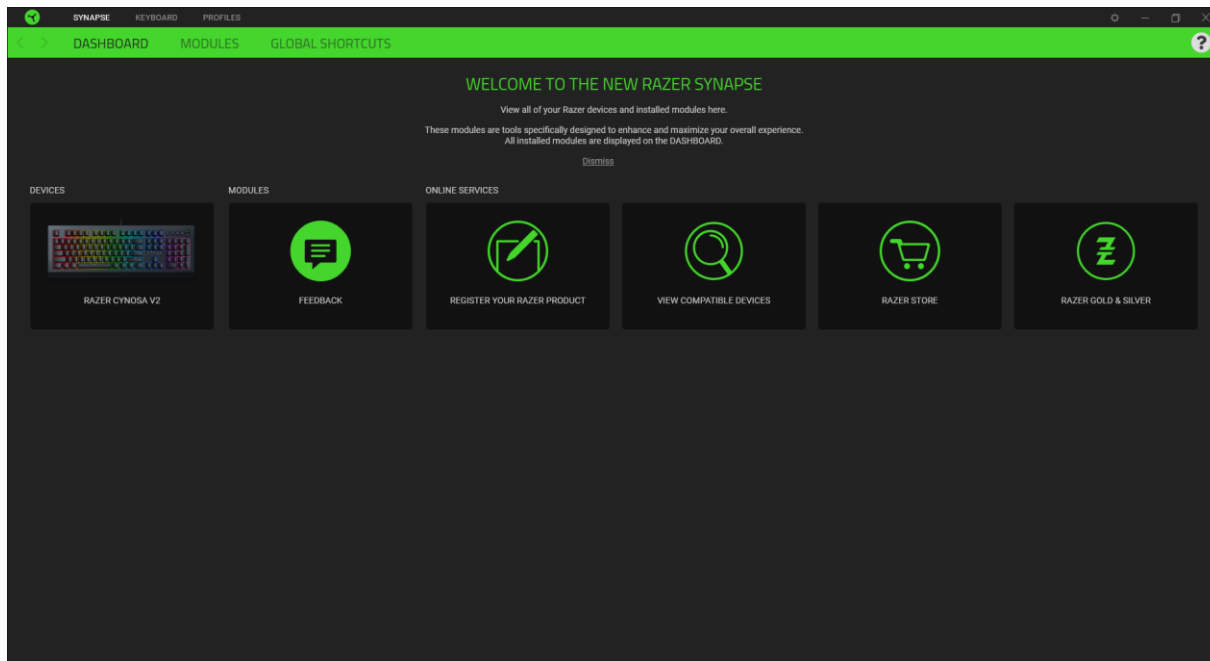 SYNAPSE KEYBOARD PROFILES
DASHBOARD MODULES GLOBAL SHORTCUTS
?
WELCOME TO THE NEW RAZER SYNAPSE
View all of your Razer devices and installed modules here.
These modules are tools specifically designed to enhance and maximize your overall experience.
All installed modules are displayed on the DASHBOARD.
Dismiss
DEVICES MODULES ONLINE SERVICES
RAZER CYNOSA V2 FEEDBACK REGISTER YOUR RAZER PRODUCT VIEW COMPATIBLE DEVICES RAZER STORE RAZER GOLD & SILVER